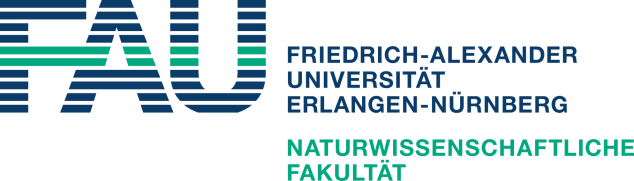 FAU
FRIEDRICH-ALEXANDER
UNIVERSITÄT
ERLANGEN-NÜRNBERG
NATURWISSENSCHAFTLICHE
FAKULTÄT